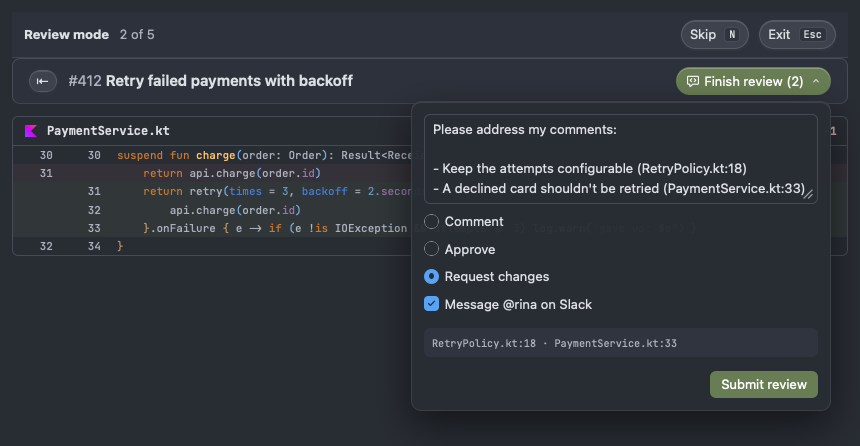 Review mode 2 of 5 Skip N Exit Esc
#412 Retry failed payments with backoff Finish review (2)
PaymentService.kt 1
30 30 suspend fun charge(order: Order): Result<Rece
31 return api.charge(order.id)
31 return retry(times = 3, backoff = 2.secon
32 api.charge(order.id)
33 }.onFailure { e -> if (e !is IOException
32 34 }
Please address my comments:
- Keep the attempts configurable (RetryPolicy.kt:18)
- A declined card shouldn't be retried (PaymentService.kt:33)
Comment
Approve
Request changes
Message @rina on Slack
RetryPolicy.kt:18 · PaymentService.kt:33
Submit review